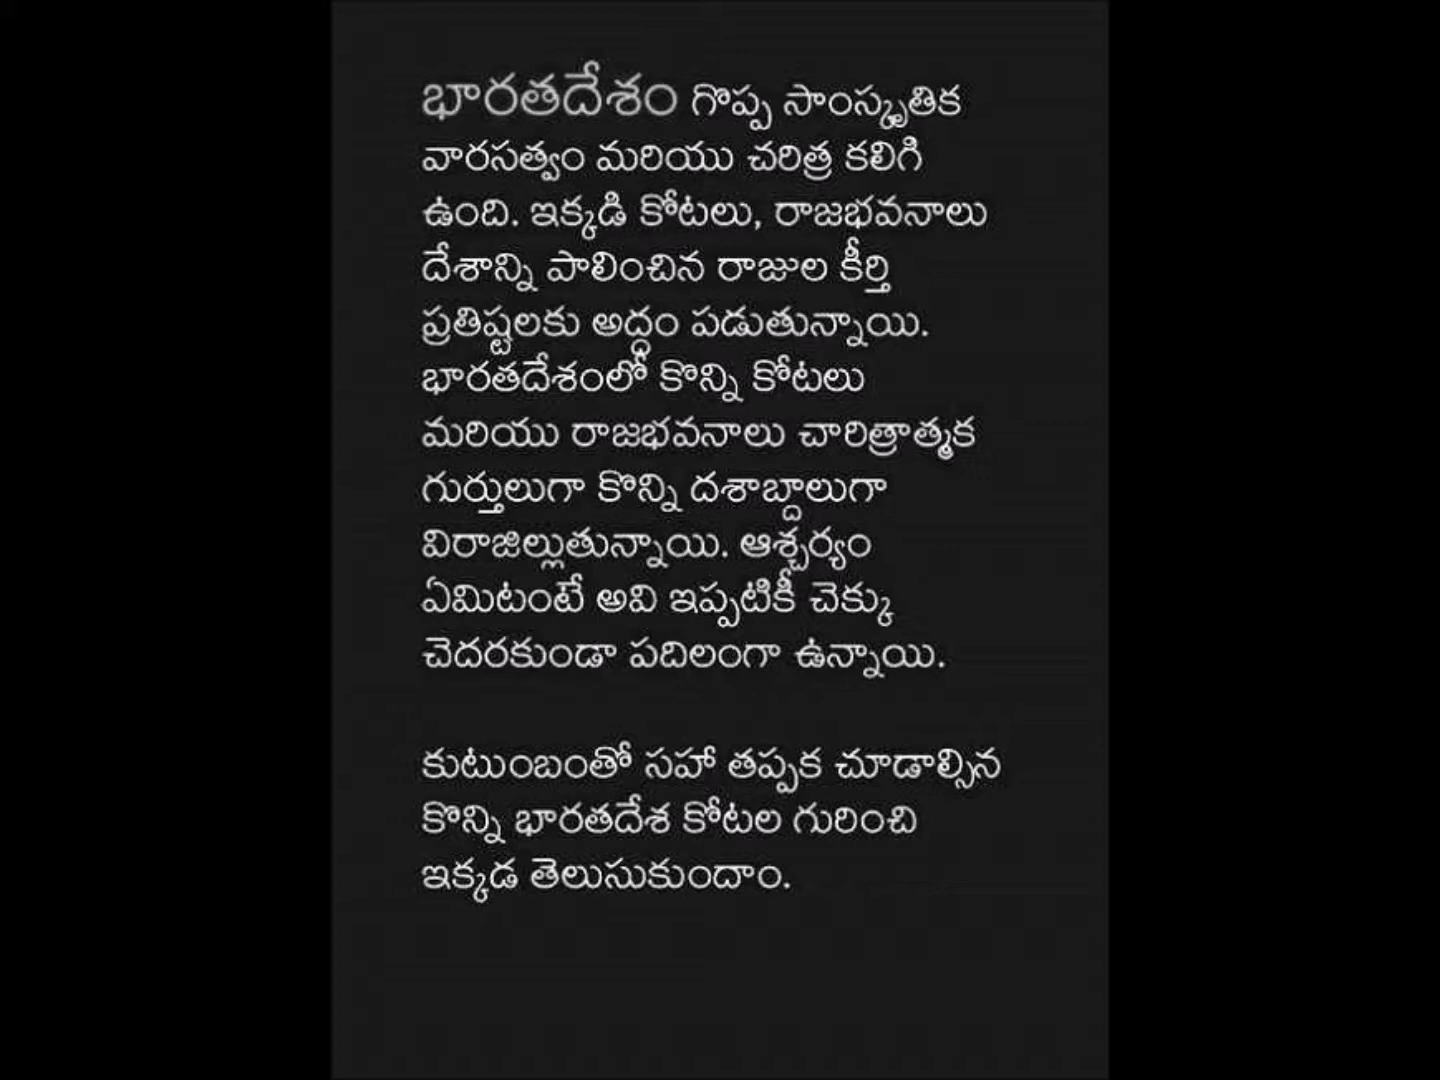 భారతదేశం గొప్ప సాంస్కృతిక
వారసత్వం మరియు చరిత్ర కలిగి
ఉంది. ఇక్కడి కోటలు, రాజభవనాలు
దేశాన్ని పాలించిన రాజుల కీర్తి
ప్రతిష్టలకు అద్దం పడుతున్నాయి.
భారతదేశంలో కొన్ని కోటలు
మరియు రాజభవనాలు చారిత్రాత్మక
గుర్తులుగా కొన్ని దశాబ్దాలుగా
విరాజిల్లుతున్నాయి. ఆశ్చర్యం
ఏమిటంటే అవి ఇప్పటికీ చెక్కు
చెదరకుండా పదిలంగా ఉన్నాయి.
కుటుంబంతో సహా తప్పక చూడాల్సిన
కొన్ని భారతదేశ కోటల గురించి
ఇక్కడ తెలుసుకుందాం.